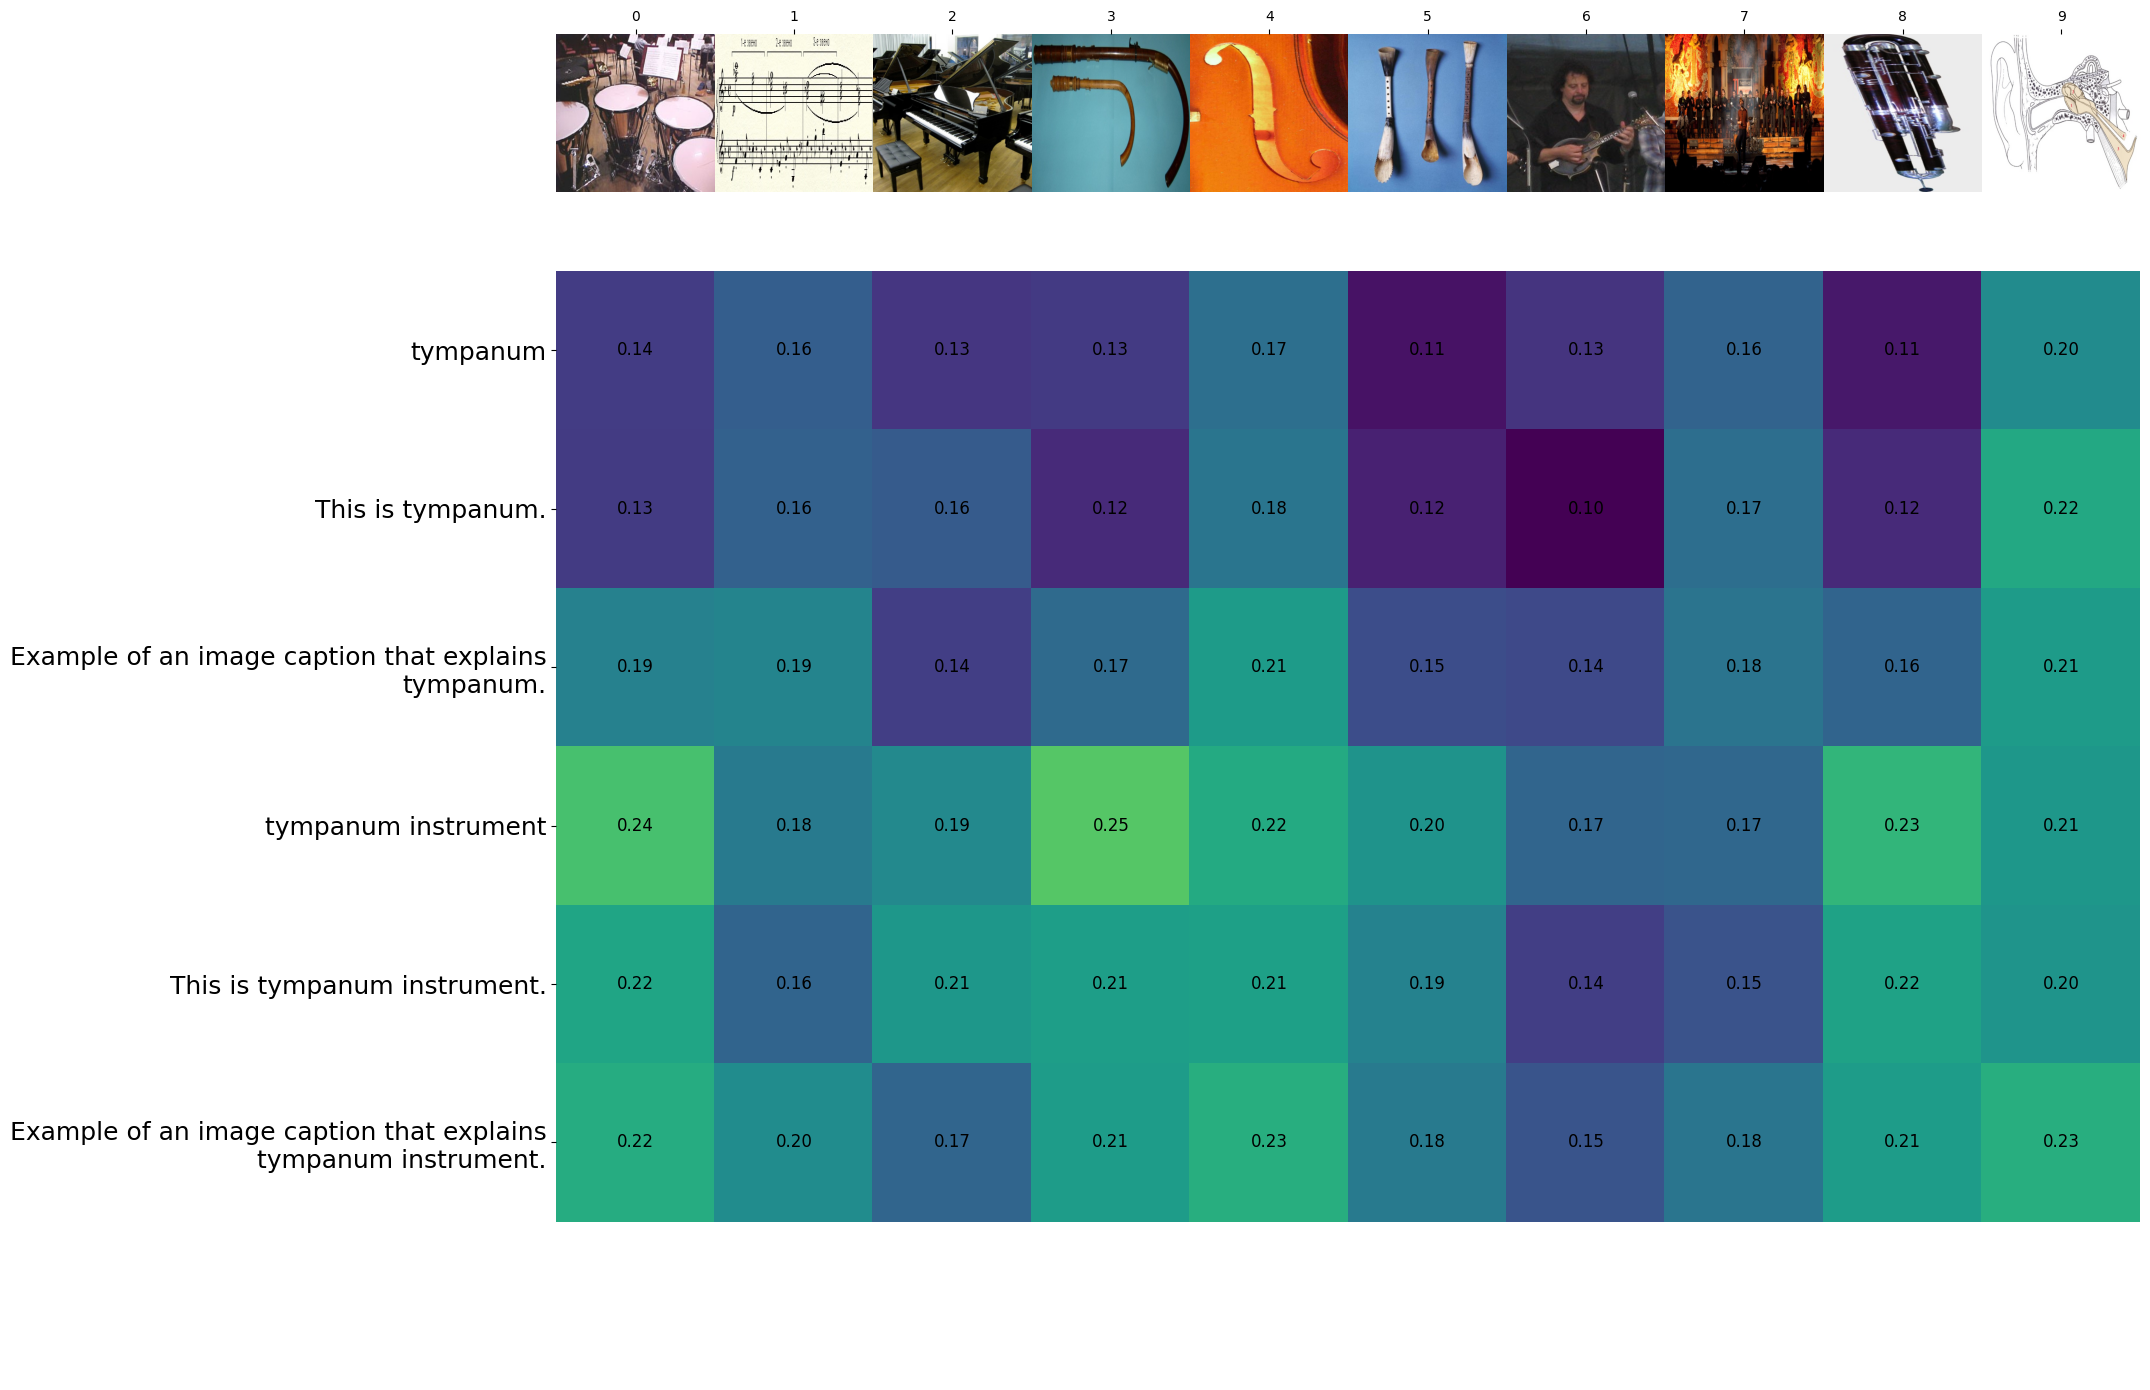 0 1 2 3 4 5 6 7 8 9
tympanum 0.14 0.16 0.13 0.13 0.17 0.11 0.13 0.16 0.11 0.20
This is tympanum. 0.13 0.16 0.16 0.12 0.18 0.12 0.10 0.17 0.12 0.22
Example of an image caption that explains
tympanum. 0.19 0.19 0.14 0.17 0.21 0.15 0.14 0.18 0.16 0.21
tympanum instrument 0.24 0.18 0.19 0.25 0.22 0.20 0.17 0.17 0.23 0.21
This is tympanum instrument. 0.22 0.16 0.21 0.21 0.21 0.19 0.14 0.15 0.22 0.20
Example of an image caption that explains
tympanum instrument. 0.22 0.20 0.17 0.21 0.23 0.18 0.15 0.18 0.21 0.23